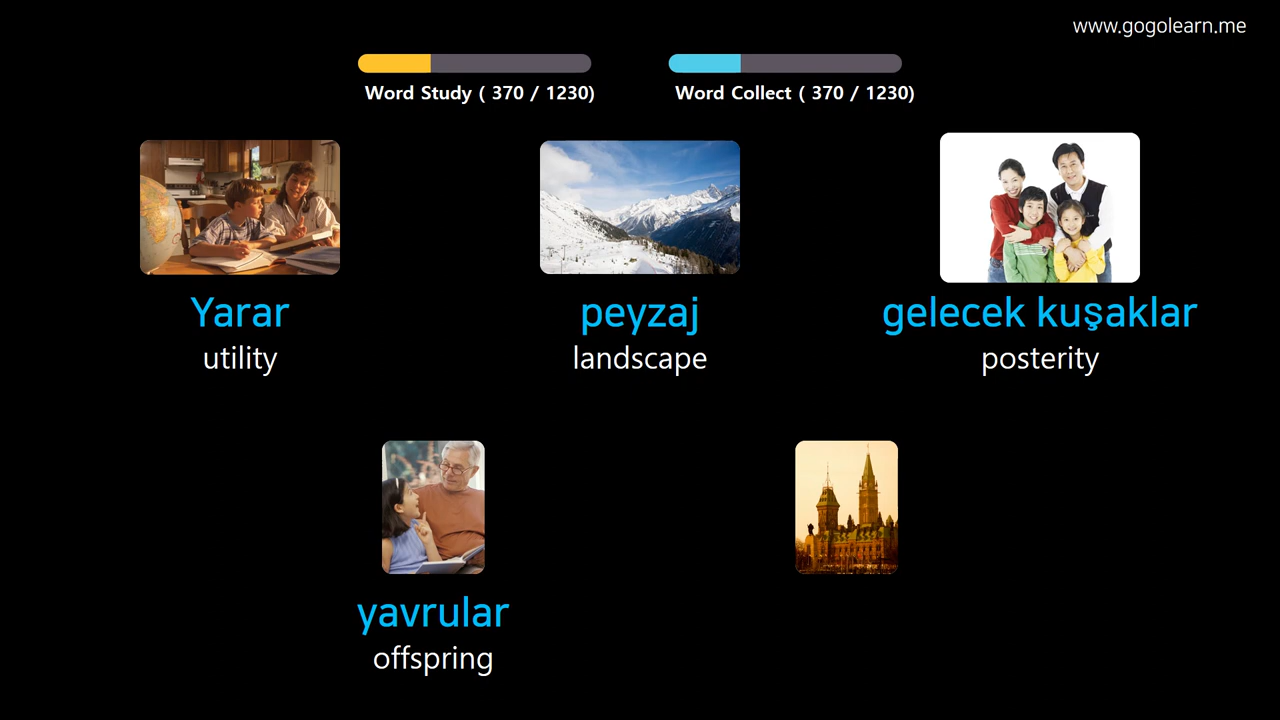 www.gogolearn.me
Word Study ( 370 / 1230)
Word Collect ( 370 / 1230)
Yarar
utility
peyzaj
landscape
gelecek kuşaklar
posterity
yavrular
offspring